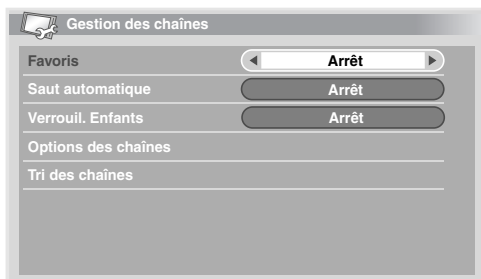 Gestion des chaînes
Favoris Arrêt
Saut automatique Arrêt
Verrouil. Enfants Arrêt
Options des chaînes
Tri des chaînes